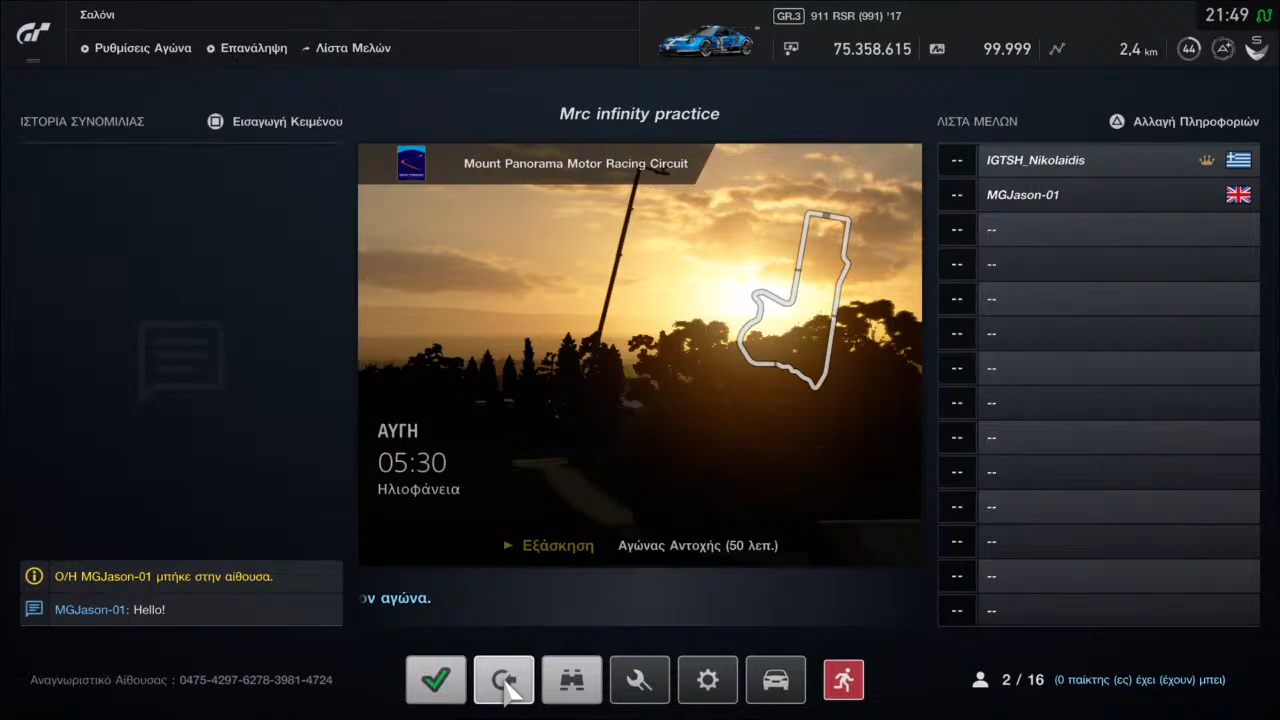 Σαλόνι
Ρυθμίσεις Αγώνα
Επανάληψη
Λίστα Μελών
GR.3
911 RSR (991) '17
75.358.615
99.999
2,4 km
44
S
21:49
ΙΣΤΟΡΙΑ ΣΥΝΟΜΙΛΙΑΣ
Εισαγωγή Κειμένου
Mrc infinity practice
ΛΙΣΤΑ ΜΕΛΩΝ
Αλλαγή Πληροφοριών
Mount Panorama Motor Racing Circuit
-- IGTSH_Nikolaidis
-- MGJason-01
-- --
-- --
-- --
-- --
-- --
-- --
-- --
-- --
-- --
-- --
-- --
-- --
ΑΥΓΗ
05:30
Ηλιοφάνεια
Εξάσκηση
Αγώνας Αντοχής (50 λεπ.)
Ο/Η MGJason-01 μπήκε στην αίθουσα.
MGJason-01: Hello!
ον αγώνα.
Αναγνωριστικό Αίθουσας : 0475-4297-6278-3981-4724
2 / 16
(0 παίκτης (ες) έχει (έχουν) μπει)